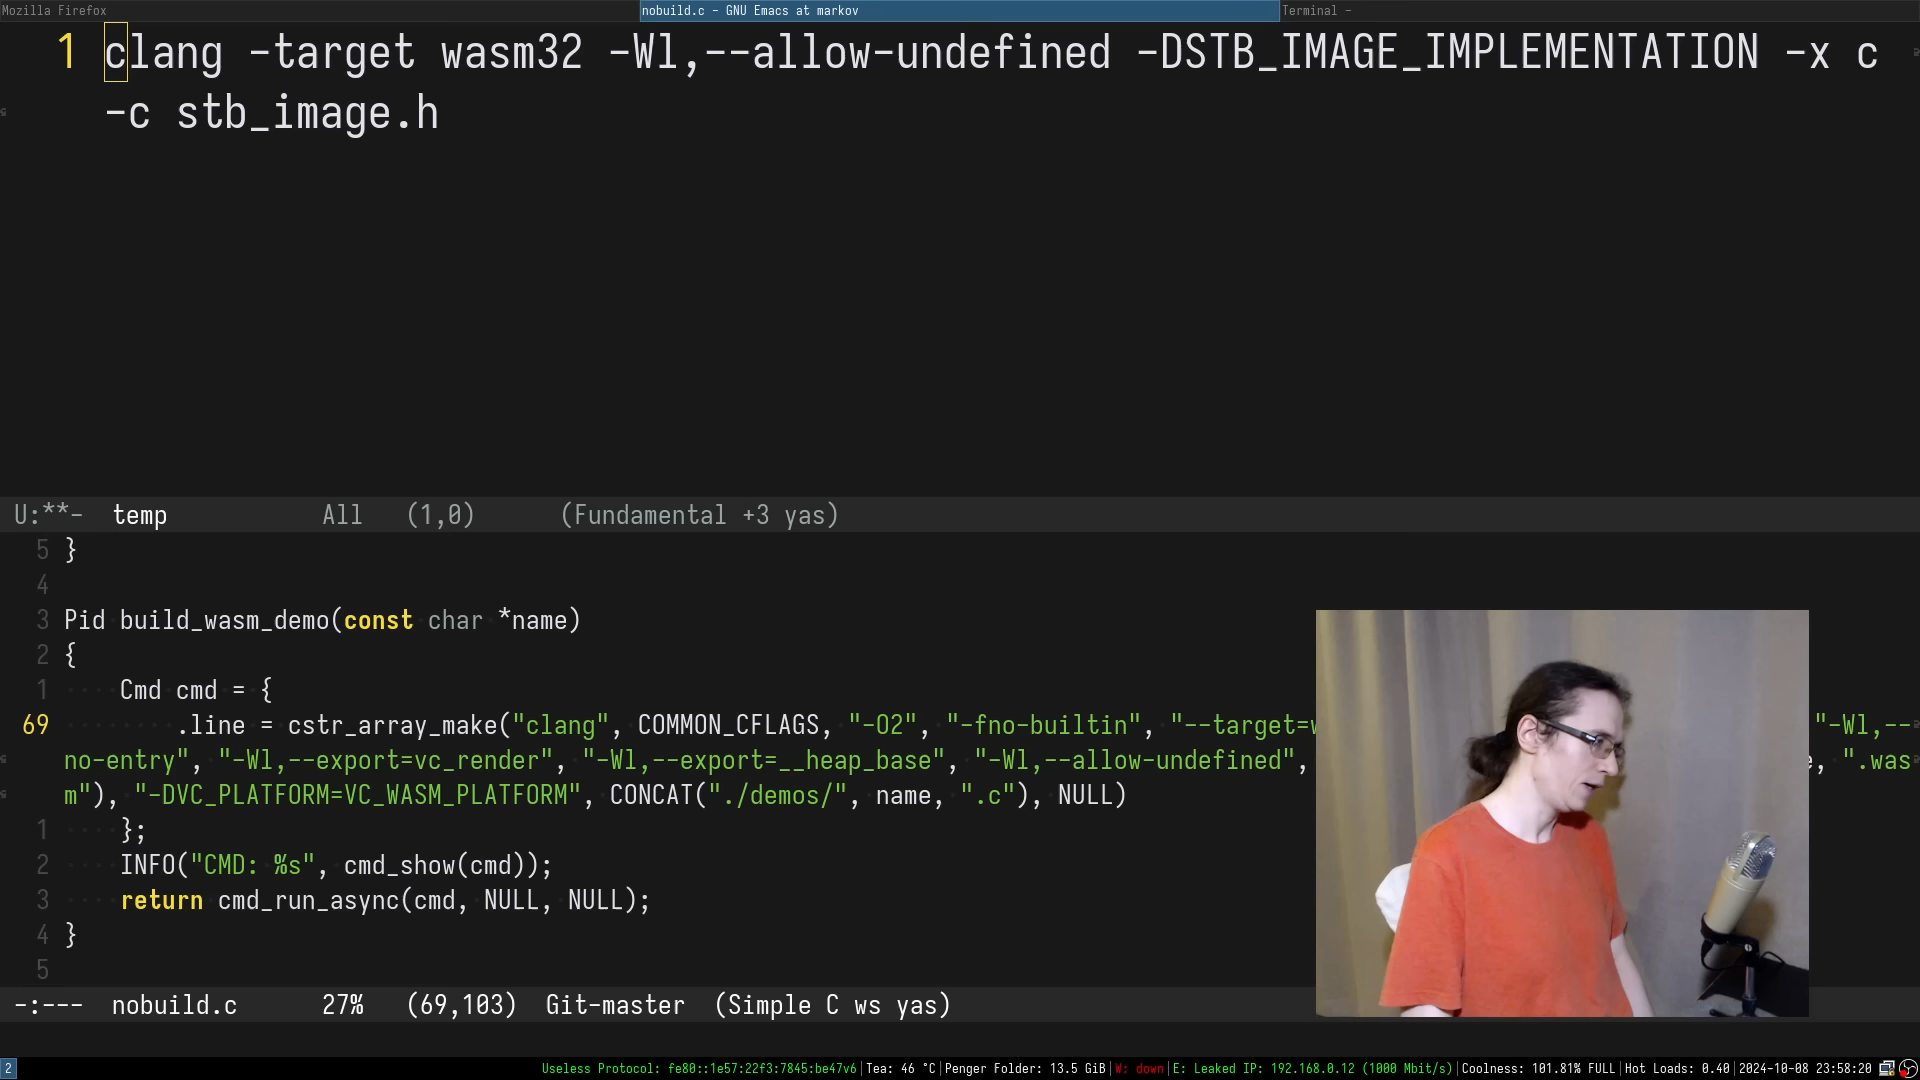 Mozilla Firefox
nobuild.c - GNU Emacs at markov
Terminal -
1 clang -target wasm32 -Wl,--allow-undefined -DSTB_IMAGE_IMPLEMENTATION -x c
-c stb_image.h
U:**- temp All (1,0) (Fundamental +3 yas)
5 }
4
3 Pid build_wasm_demo(const char *name)
2 {
1 Cmd cmd = {
69 .line = cstr_array_make("clang", COMMON_CFLAGS, "-O2", "-fno-builtin", "--target= "-Wl,--
no-entry", "-Wl,--export=vc_render", "-Wl,--export=__heap_base", "-Wl,--allow-undefined", , ".was
m"), "-DVC_PLATFORM=VC_WASM_PLATFORM", CONCAT("./demos/", name, ".c"), NULL)
1 };
2 INFO("CMD: %s", cmd_show(cmd));
3 return cmd_run_async(cmd, NULL, NULL);
4 }
5
-:--- nobuild.c 27% (69,103) Git-master (Simple C ws yas)
2 Useless Protocol: fe80::1e57:22f3:7845:be47v6|Tea: 46 °C|Penger Folder: 13.5 GiB|W: down|E: Leaked IP: 192.168.0.12 (1000 Mbit/s)|Coolness: 101.81% FULL|Hot Loads: 0.40|2024-10-08 23:58:20